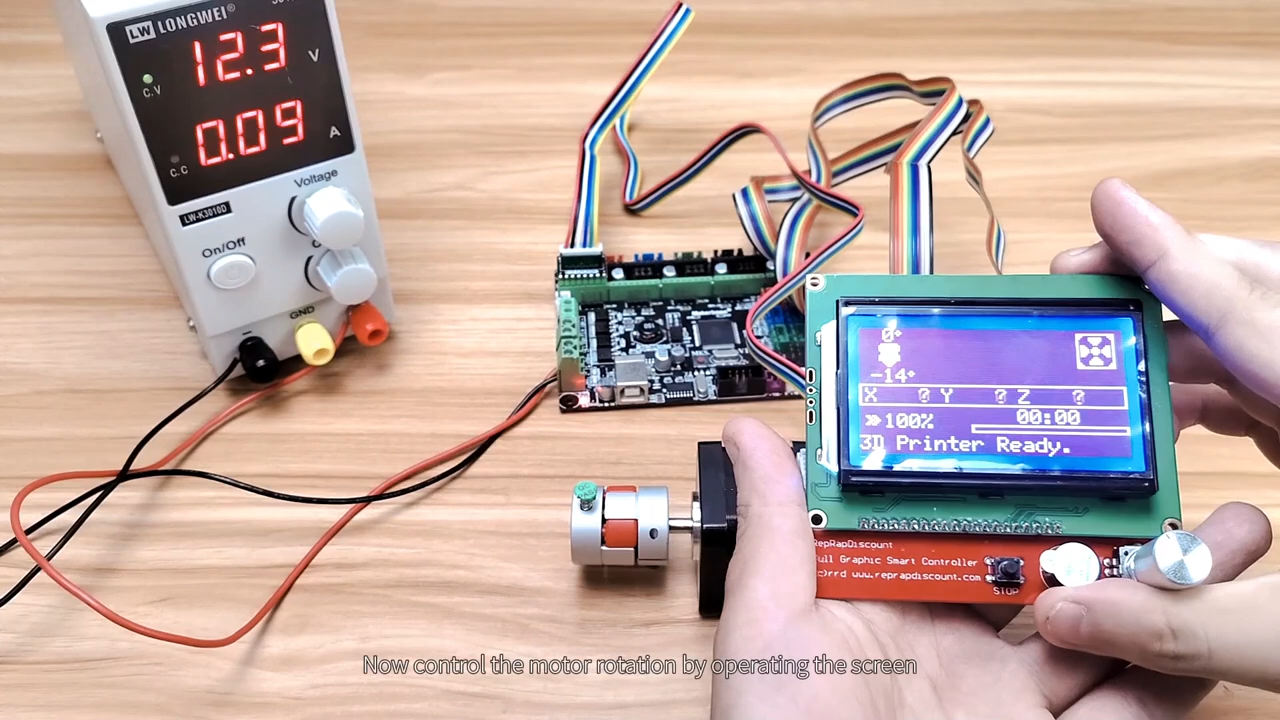 LW LONGWEI®
12.3 V
C.V
0.09 A
C.C
Voltage
LW-K3010D
On/Off
GND
0°
-14°
X 0 Y 0 Z 0
100% 00:00
3D Printer Ready.
RepRapDiscount
Full Graphic Smart Controller
(c)rrd www.reprapdiscount.com
STOP
Now control the motor rotation by operating the screen